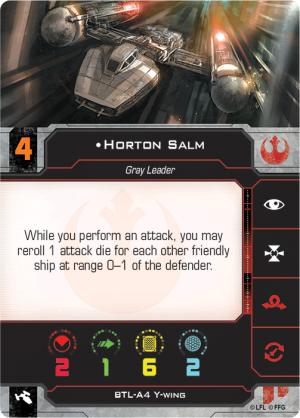 4
•Horton Salm
Gray Leader
While you perform an attack, you may
reroll 1 attack die for each other friendly
ship at range 0–1 of the defender.
2 1 6 2
BTL-A4 Y-wing
©LFL ©FFG